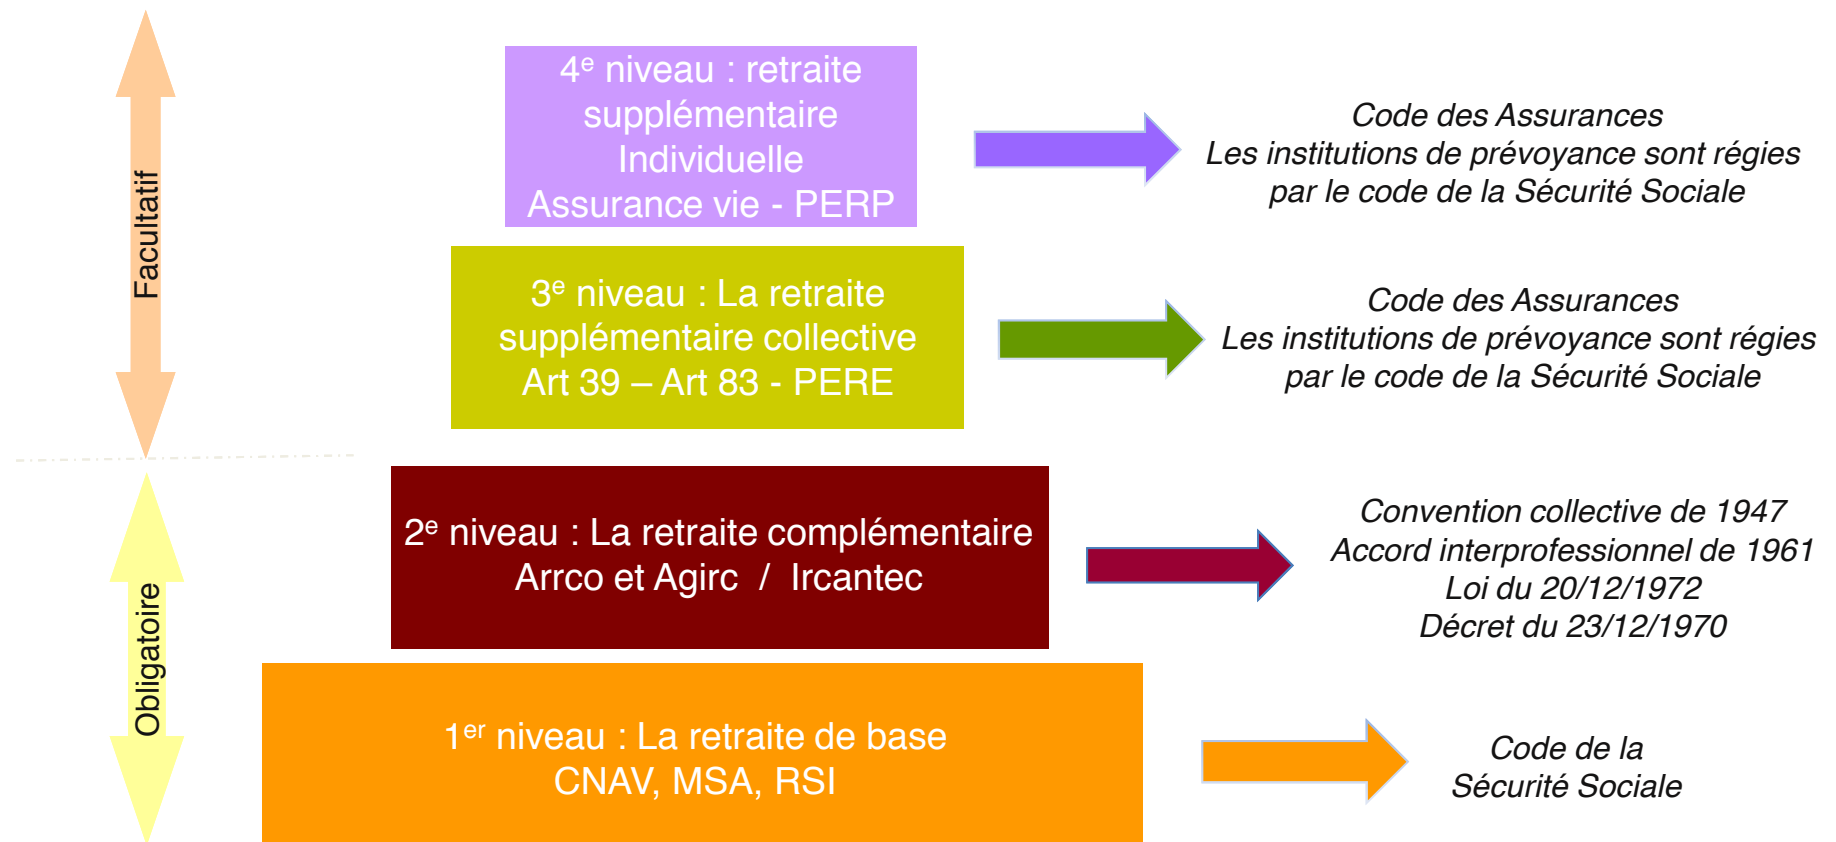 Facultatif
4e niveau : retraite
supplémentaire
Individuelle
Assurance vie - PERP
Code des Assurances
Les institutions de prévoyance sont régies
par le code de la Sécurité Sociale
3e niveau : La retraite
supplémentaire collective
Art 39 – Art 83 - PERE
Code des Assurances
Les institutions de prévoyance sont régies
par le code de la Sécurité Sociale
Obligatoire
2e niveau : La retraite complémentaire
Arrco et Agirc / Ircantec
Convention collective de 1947
Accord interprofessionnel de 1961
Loi du 20/12/1972
Décret du 23/12/1970
1er niveau : La retraite de base
CNAV, MSA, RSI
Code de la
Sécurité Sociale